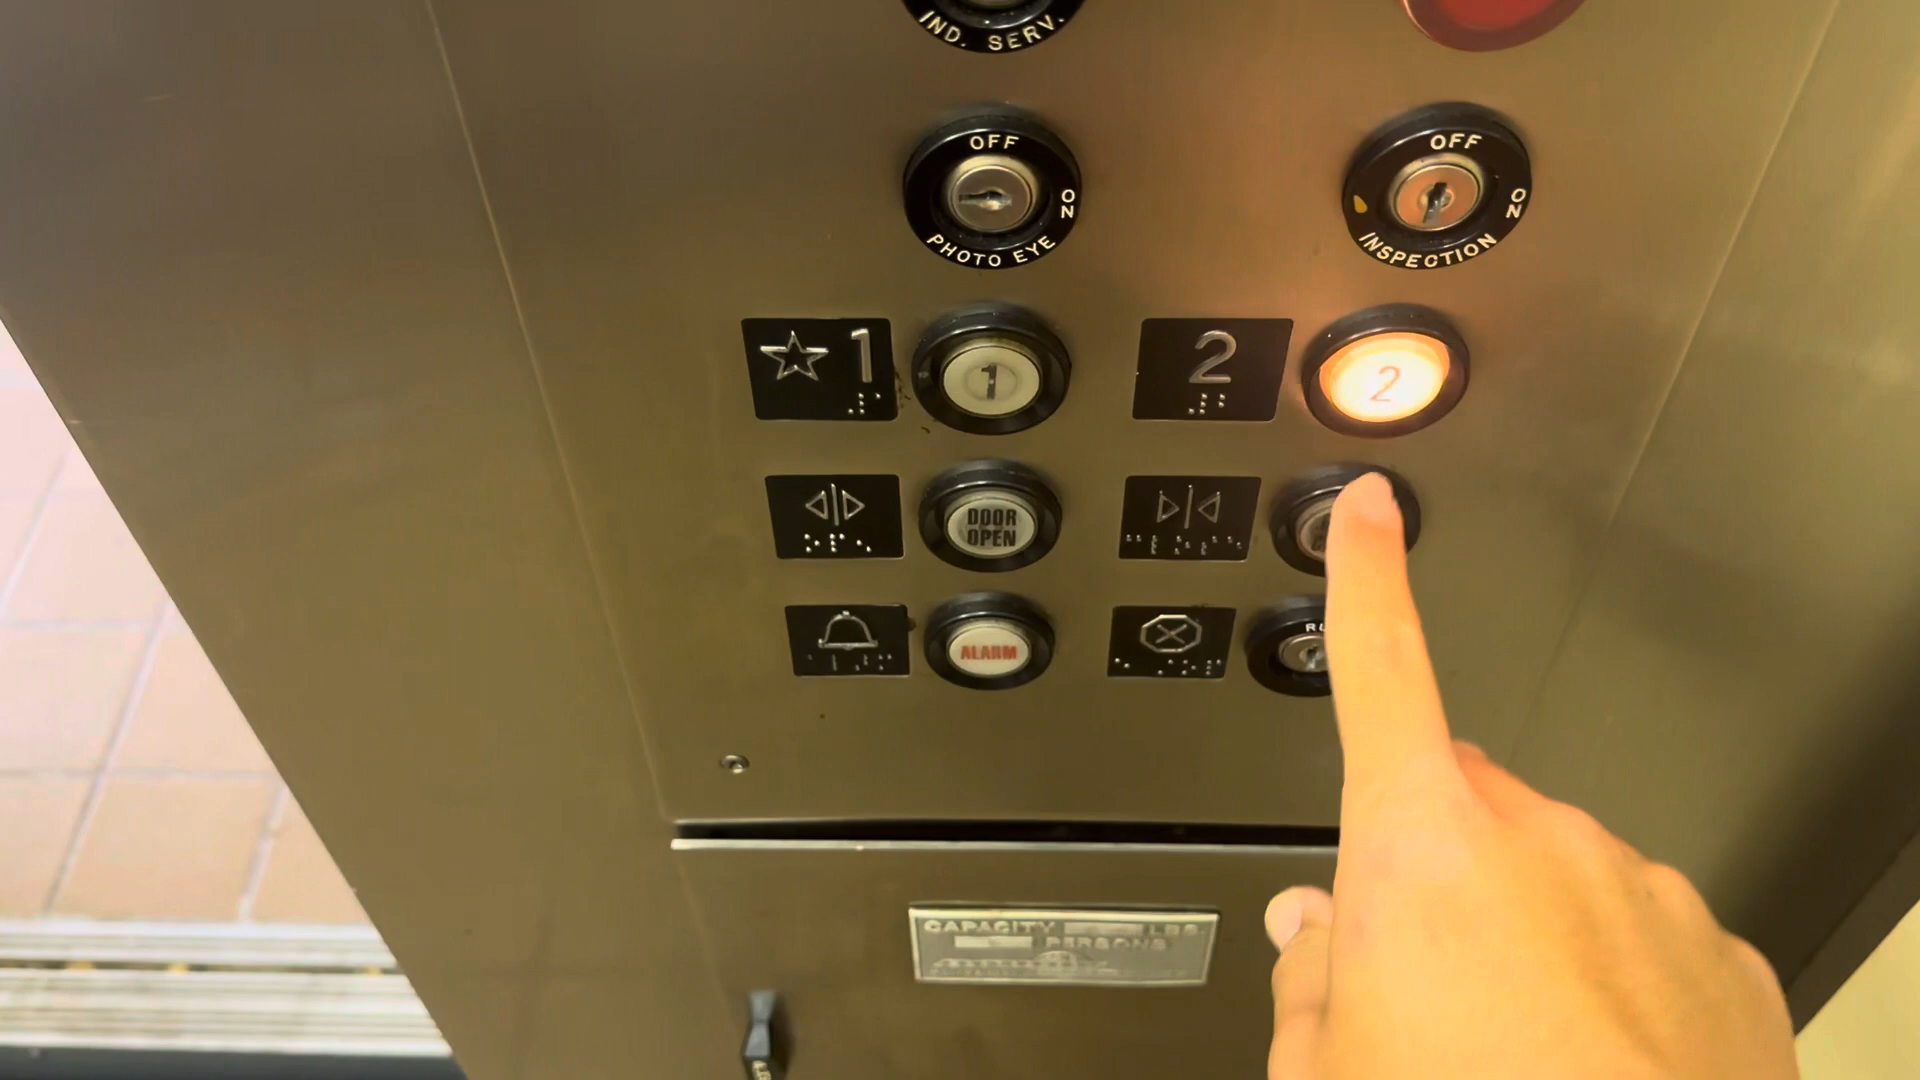 IND. SERV.
OFF
ON
PHOTO EYE
OFF
ON
INSPECTION
1
1
2
2
DOOR
OPEN
ALARM
CAPACITY LBS.
PERSONS